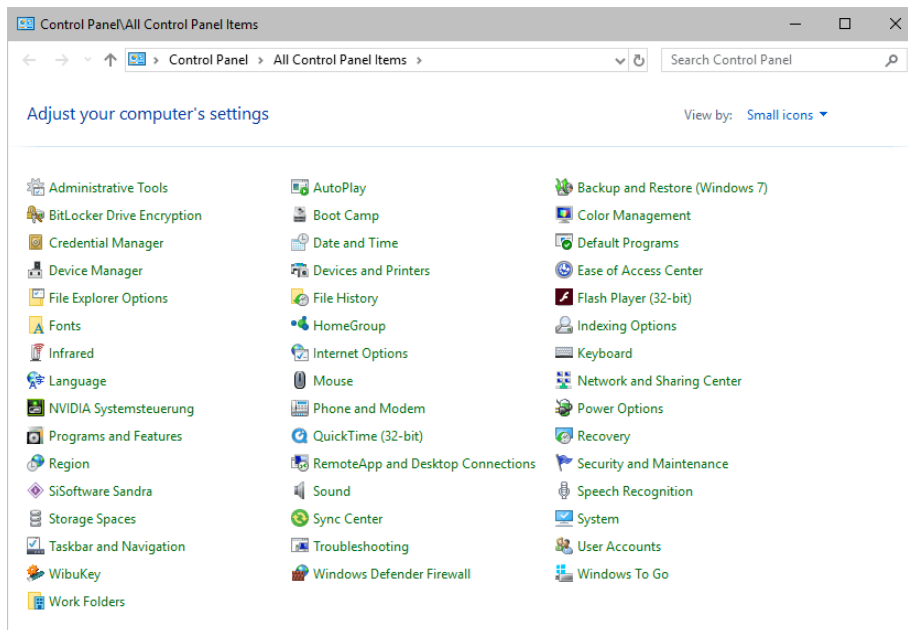 Control Panel\All Control Panel Items
Control Panel > All Control Panel Items >
Search Control Panel
Adjust your computer's settings
View by: Small icons
Administrative Tools
AutoPlay
Backup and Restore (Windows 7)
BitLocker Drive Encryption
Boot Camp
Color Management
Credential Manager
Date and Time
Default Programs
Device Manager
Devices and Printers
Ease of Access Center
File Explorer Options
File History
Flash Player (32-bit)
Fonts
HomeGroup
Indexing Options
Infrared
Internet Options
Keyboard
Language
Mouse
Network and Sharing Center
NVIDIA Systemsteuerung
Phone and Modem
Power Options
Programs and Features
QuickTime (32-bit)
Recovery
Region
RemoteApp and Desktop Connections
Security and Maintenance
SiSoftware Sandra
Sound
Speech Recognition
Storage Spaces
Sync Center
System
Taskbar and Navigation
Troubleshooting
User Accounts
WibuKey
Windows Defender Firewall
Windows To Go
Work Folders